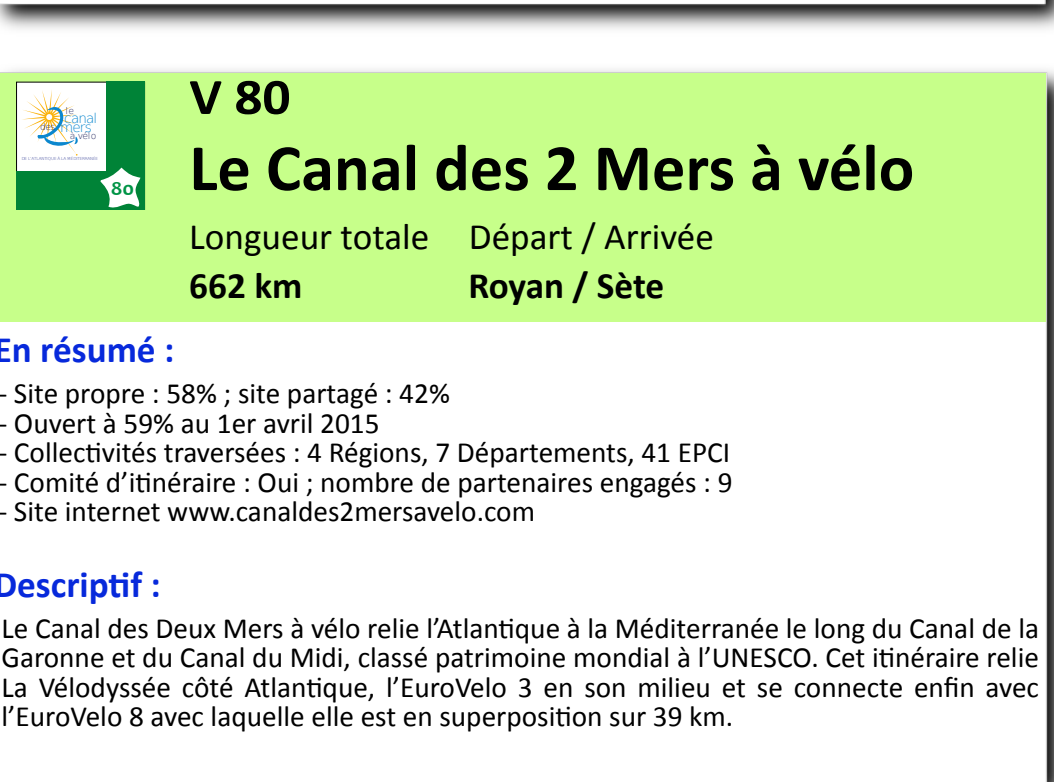 le
canal
des 2 mers
à vélo
DE L'ATLANTIQUE À LA MÉDITERRANÉE
80
V 80
Le Canal des 2 Mers à vélo
Longueur totale Départ / Arrivée
662 km Royan / Sète
En résumé :
- Site propre : 58% ; site partagé : 42%
- Ouvert à 59% au 1er avril 2015
- Collectivités traversées : 4 Régions, 7 Départements, 41 EPCI
- Comité d'itinéraire : Oui ; nombre de partenaires engagés : 9
- Site internet www.canaldes2mersavelo.com
Descriptif :
Le Canal des Deux Mers à vélo relie l'Atlantique à la Méditerranée le long du Canal de la
Garonne et du Canal du Midi, classé patrimoine mondial à l'UNESCO. Cet itinéraire relie
La Vélodyssée côté Atlantique, l'EuroVelo 3 en son milieu et se connecte enfin avec
l'EuroVelo 8 avec laquelle elle est en superposition sur 39 km.